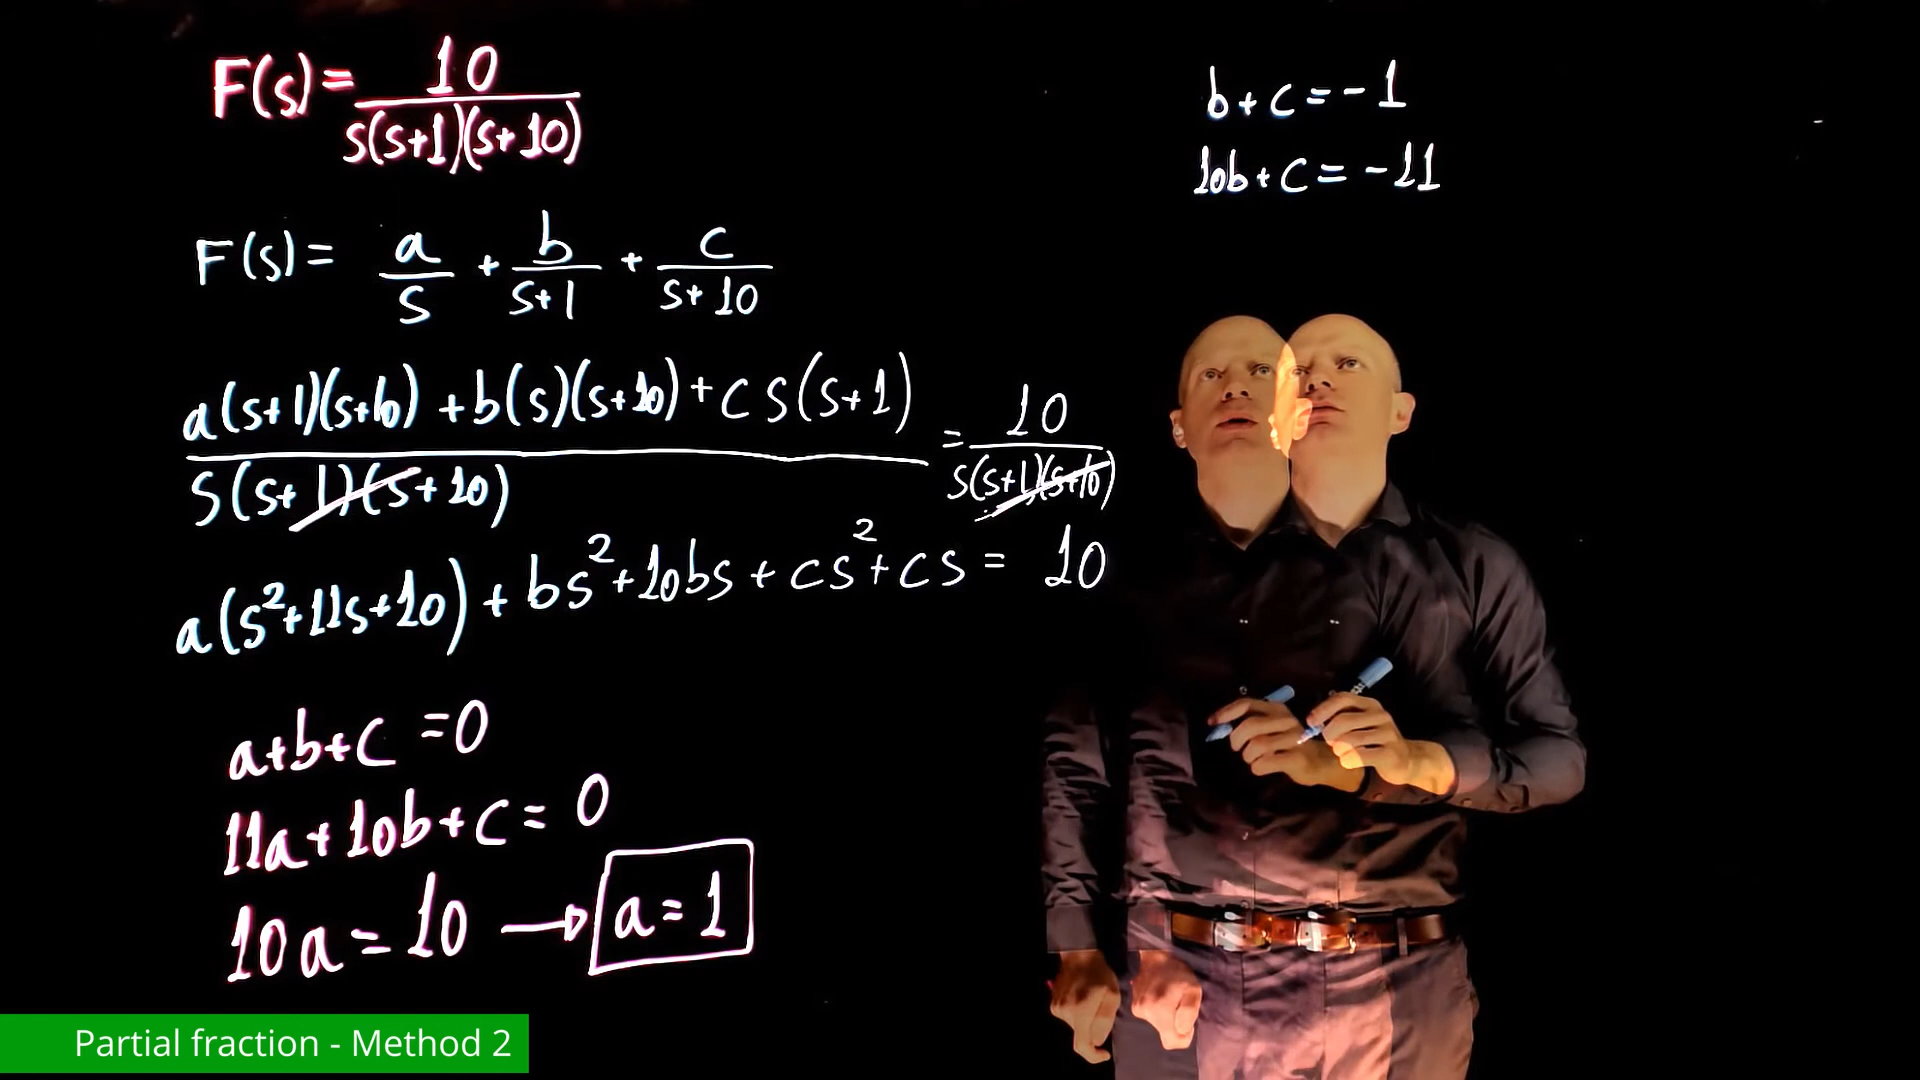 F(s)= 10 / s(s+1)(s+10)
F(s)= a/s + b/s+1 + c/s+10
a(s+1)(s+10) + b(s)(s+10) + c s(s+1) / s(s+1)(s+10) = 10 / s(s+1)(s+10)
a(s²+11s+10) + bs²+10bs + cs²+cs = 10
a+b+c =0
11a+10b+c= 0
10a=10 → a=1
b+c=-1
10b+c=-11
Partial fraction - Method 2